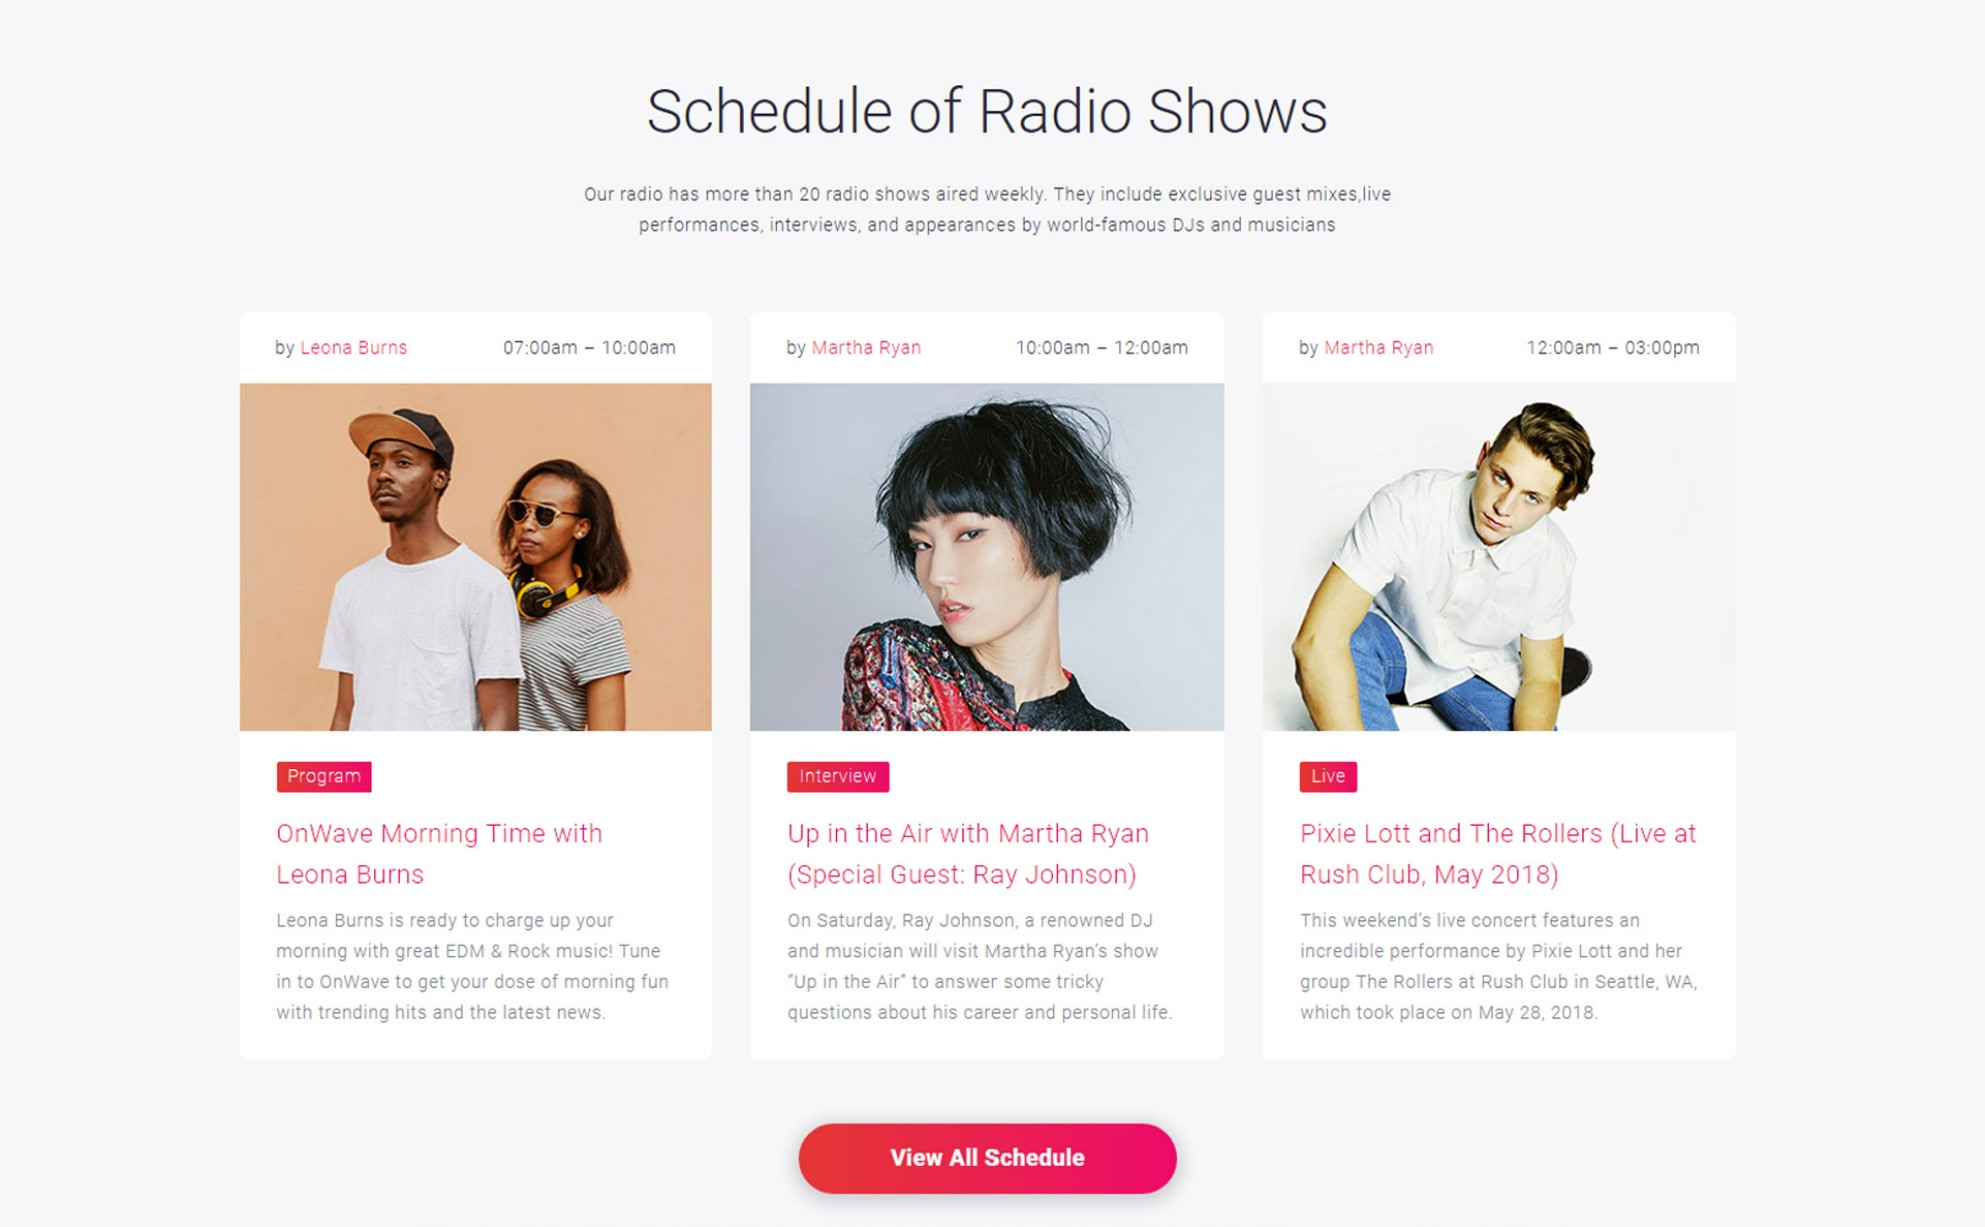 Schedule of Radio Shows
Our radio has more than 20 radio shows aired weekly. They include exclusive guest mixes,live
performances, interviews, and appearances by world-famous DJs and musicians
by Leona Burns 07:00am – 10:00am
Program
OnWave Morning Time with
Leona Burns
Leona Burns is ready to charge up your
morning with great EDM & Rock music! Tune
in to OnWave to get your dose of morning fun
with trending hits and the latest news.
by Martha Ryan 10:00am – 12:00am
Interview
Up in the Air with Martha Ryan
(Special Guest: Ray Johnson)
On Saturday, Ray Johnson, a renowned DJ
and musician will visit Martha Ryan’s show
“Up in the Air” to answer some tricky
questions about his career and personal life.
by Martha Ryan 12:00am – 03:00pm
Live
Pixie Lott and The Rollers (Live at
Rush Club, May 2018)
This weekend’s live concert features an
incredible performance by Pixie Lott and her
group The Rollers at Rush Club in Seattle, WA,
which took place on May 28, 2018.
View All Schedule